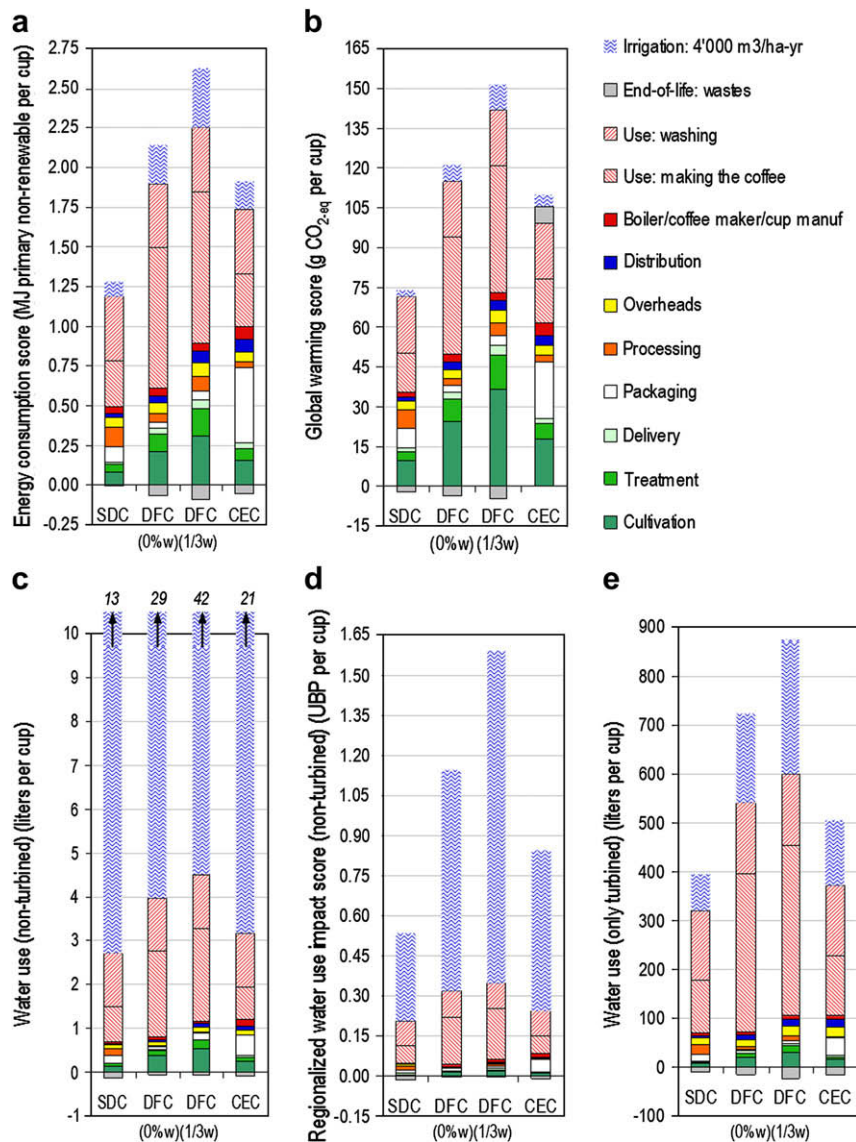 a
Energy consumption score (MJ primary non-renewable per cup)
2.75
2.50
2.25
2.00
1.75
1.50
1.25
1.00
0.75
0.50
0.25
0.00
-0.25
SDC DFC DFC CEC
(0%w)(1/3w)
b
Global warming score (g CO2-eq per cup)
165
150
135
120
105
90
75
60
45
30
15
0
-15
SDC DFC DFC CEC
(0%w) (1/3w)
Irrigation: 4'000 m3/ha-yr
End-of-life: wastes
Use: washing
Use: making the coffee
Boiler/coffee maker/cup manuf
Distribution
Overheads
Processing
Packaging
Delivery
Treatment
Cultivation
c
Water use (non-turbined) (liters per cup)
13 29 42 21
10
9
8
7
6
5
4
3
2
1
0
-1
SDC DFC DFC CEC
(0%w)(1/3w)
d
Regionalized water use impact score (non-turbined) (UBP per cup)
1.65
1.50
1.35
1.20
1.05
0.90
0.75
0.60
0.45
0.30
0.15
0.00
-0.15
SDC DFC DFC CEC
(0%w)(1/3w)
e
Water use (only turbined) (liters per cup)
900
800
700
600
500
400
300
200
100
0
-100
SDC DFC DFC CEC
(0%w)(1/3w)